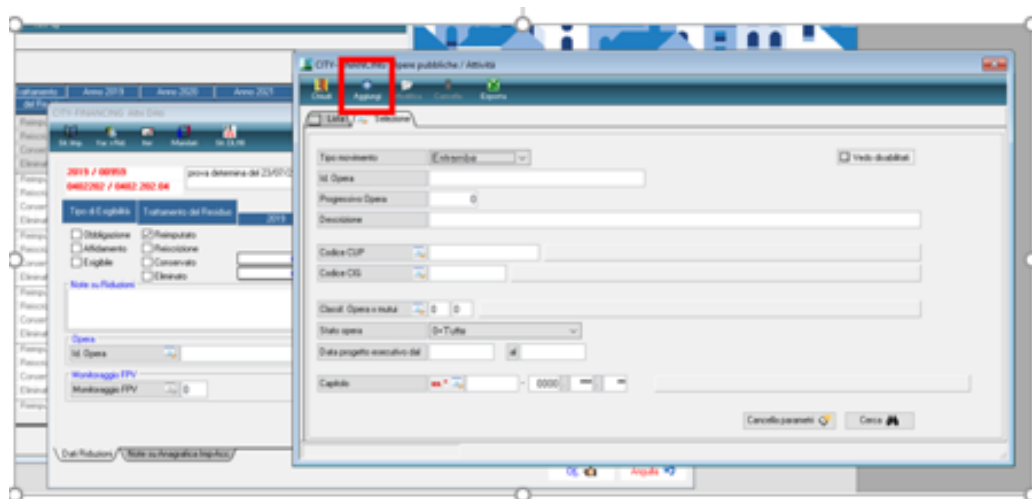 CITY-FINANCING Opere pubbliche / Attività
Chiudi Aggiungi Modifica Cancella Esporta
Lista Selezione
Tipo movimento Entrambe Vedo disabilitati
Id. Opera
Progressivo Opera 0
Descrizione
Codice CUP
Codice CIG
Classif. Opera e mutui 0 0
Stato opera 0=Tutte
Data progetto esecutivo dal al
Capitolo - 0000
Cancella parametri Cerca
Trattamento Anno 2019 Anno 2020 Anno 2021
CITY-FINANCING
Mandati
2019 / 00959 prova determina del 23/07/2
0402202 / 0402.202.04
Tipo di Esigibilità Trattamento del Residuo 2019
Obbligazione Reimputato
Affidamento Reiscrizione
Esigibile Conservato
Eliminato
Note su Riduzioni
Opera
Id. Opera
Monitoraggio FPV
Monitoraggio FPV 0
Dati Riduzioni Note su Anagrafica Imp-Acc
OK Annulla